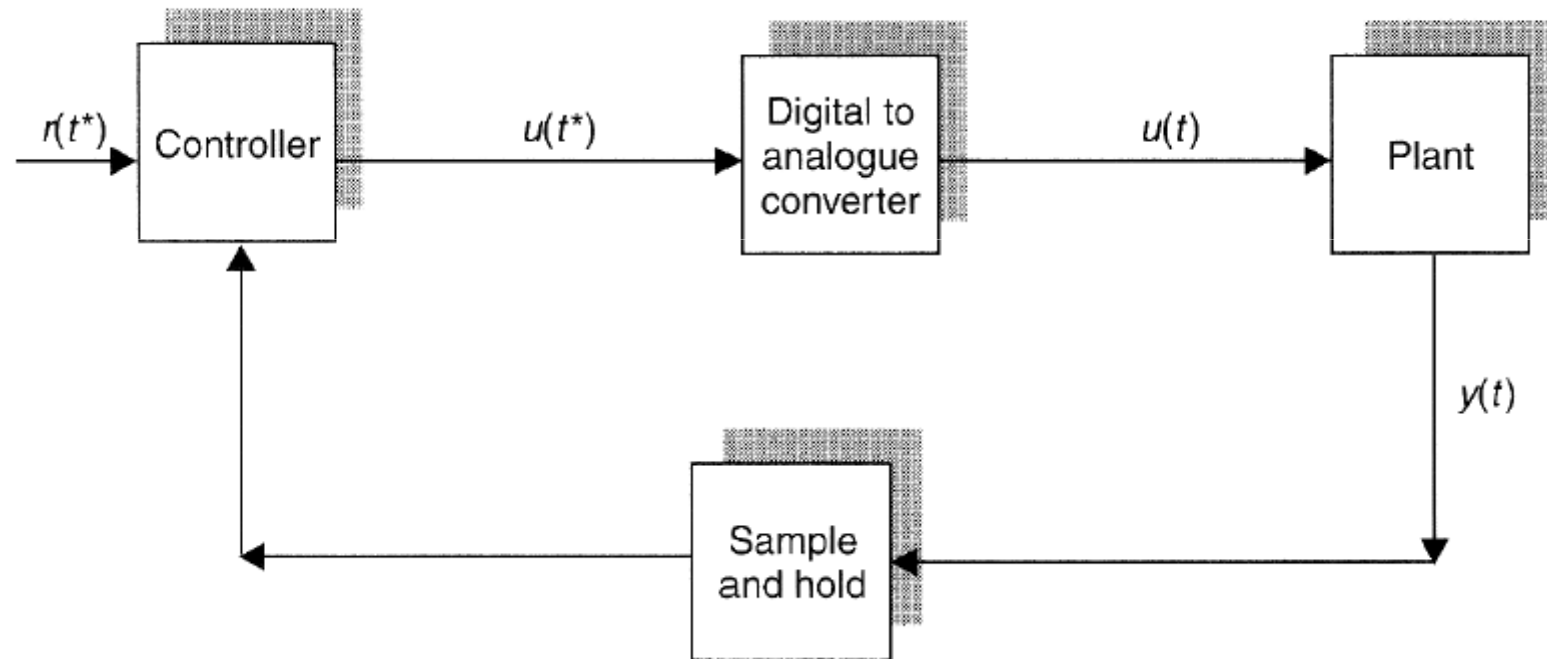 r(t*)
Controller
u(t*)
Digital to
analogue
converter
u(t)
Plant
y(t)
Sample
and hold